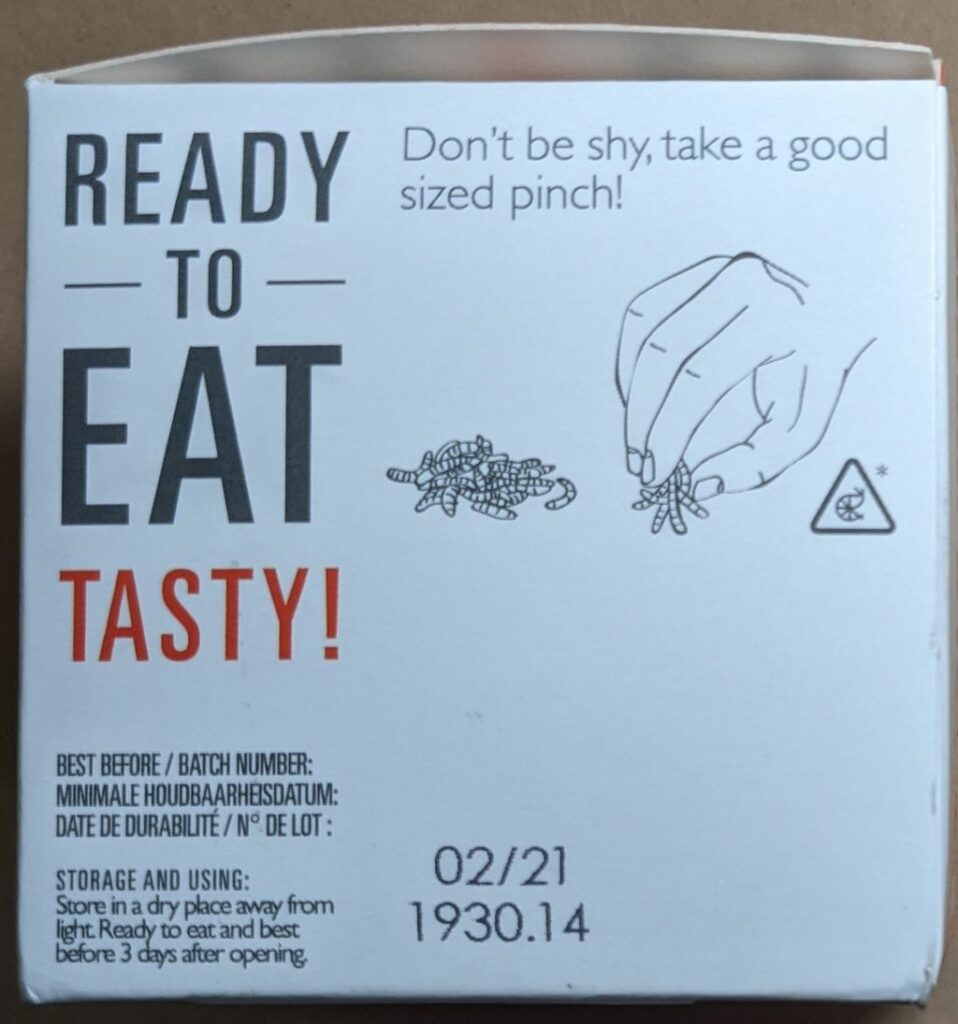 READY
TO
EAT
TASTY!
Don't be shy, take a good
sized pinch!
*
BEST BEFORE / BATCH NUMBER:
MINIMALE HOUDBAARHEISDATUM:
DATE DE DURABILITÉ / N° DE LOT :
02/21
1930.14
STORAGE AND USING:
Store in a dry place away from
light. Ready to eat and best
before 3 days after opening.